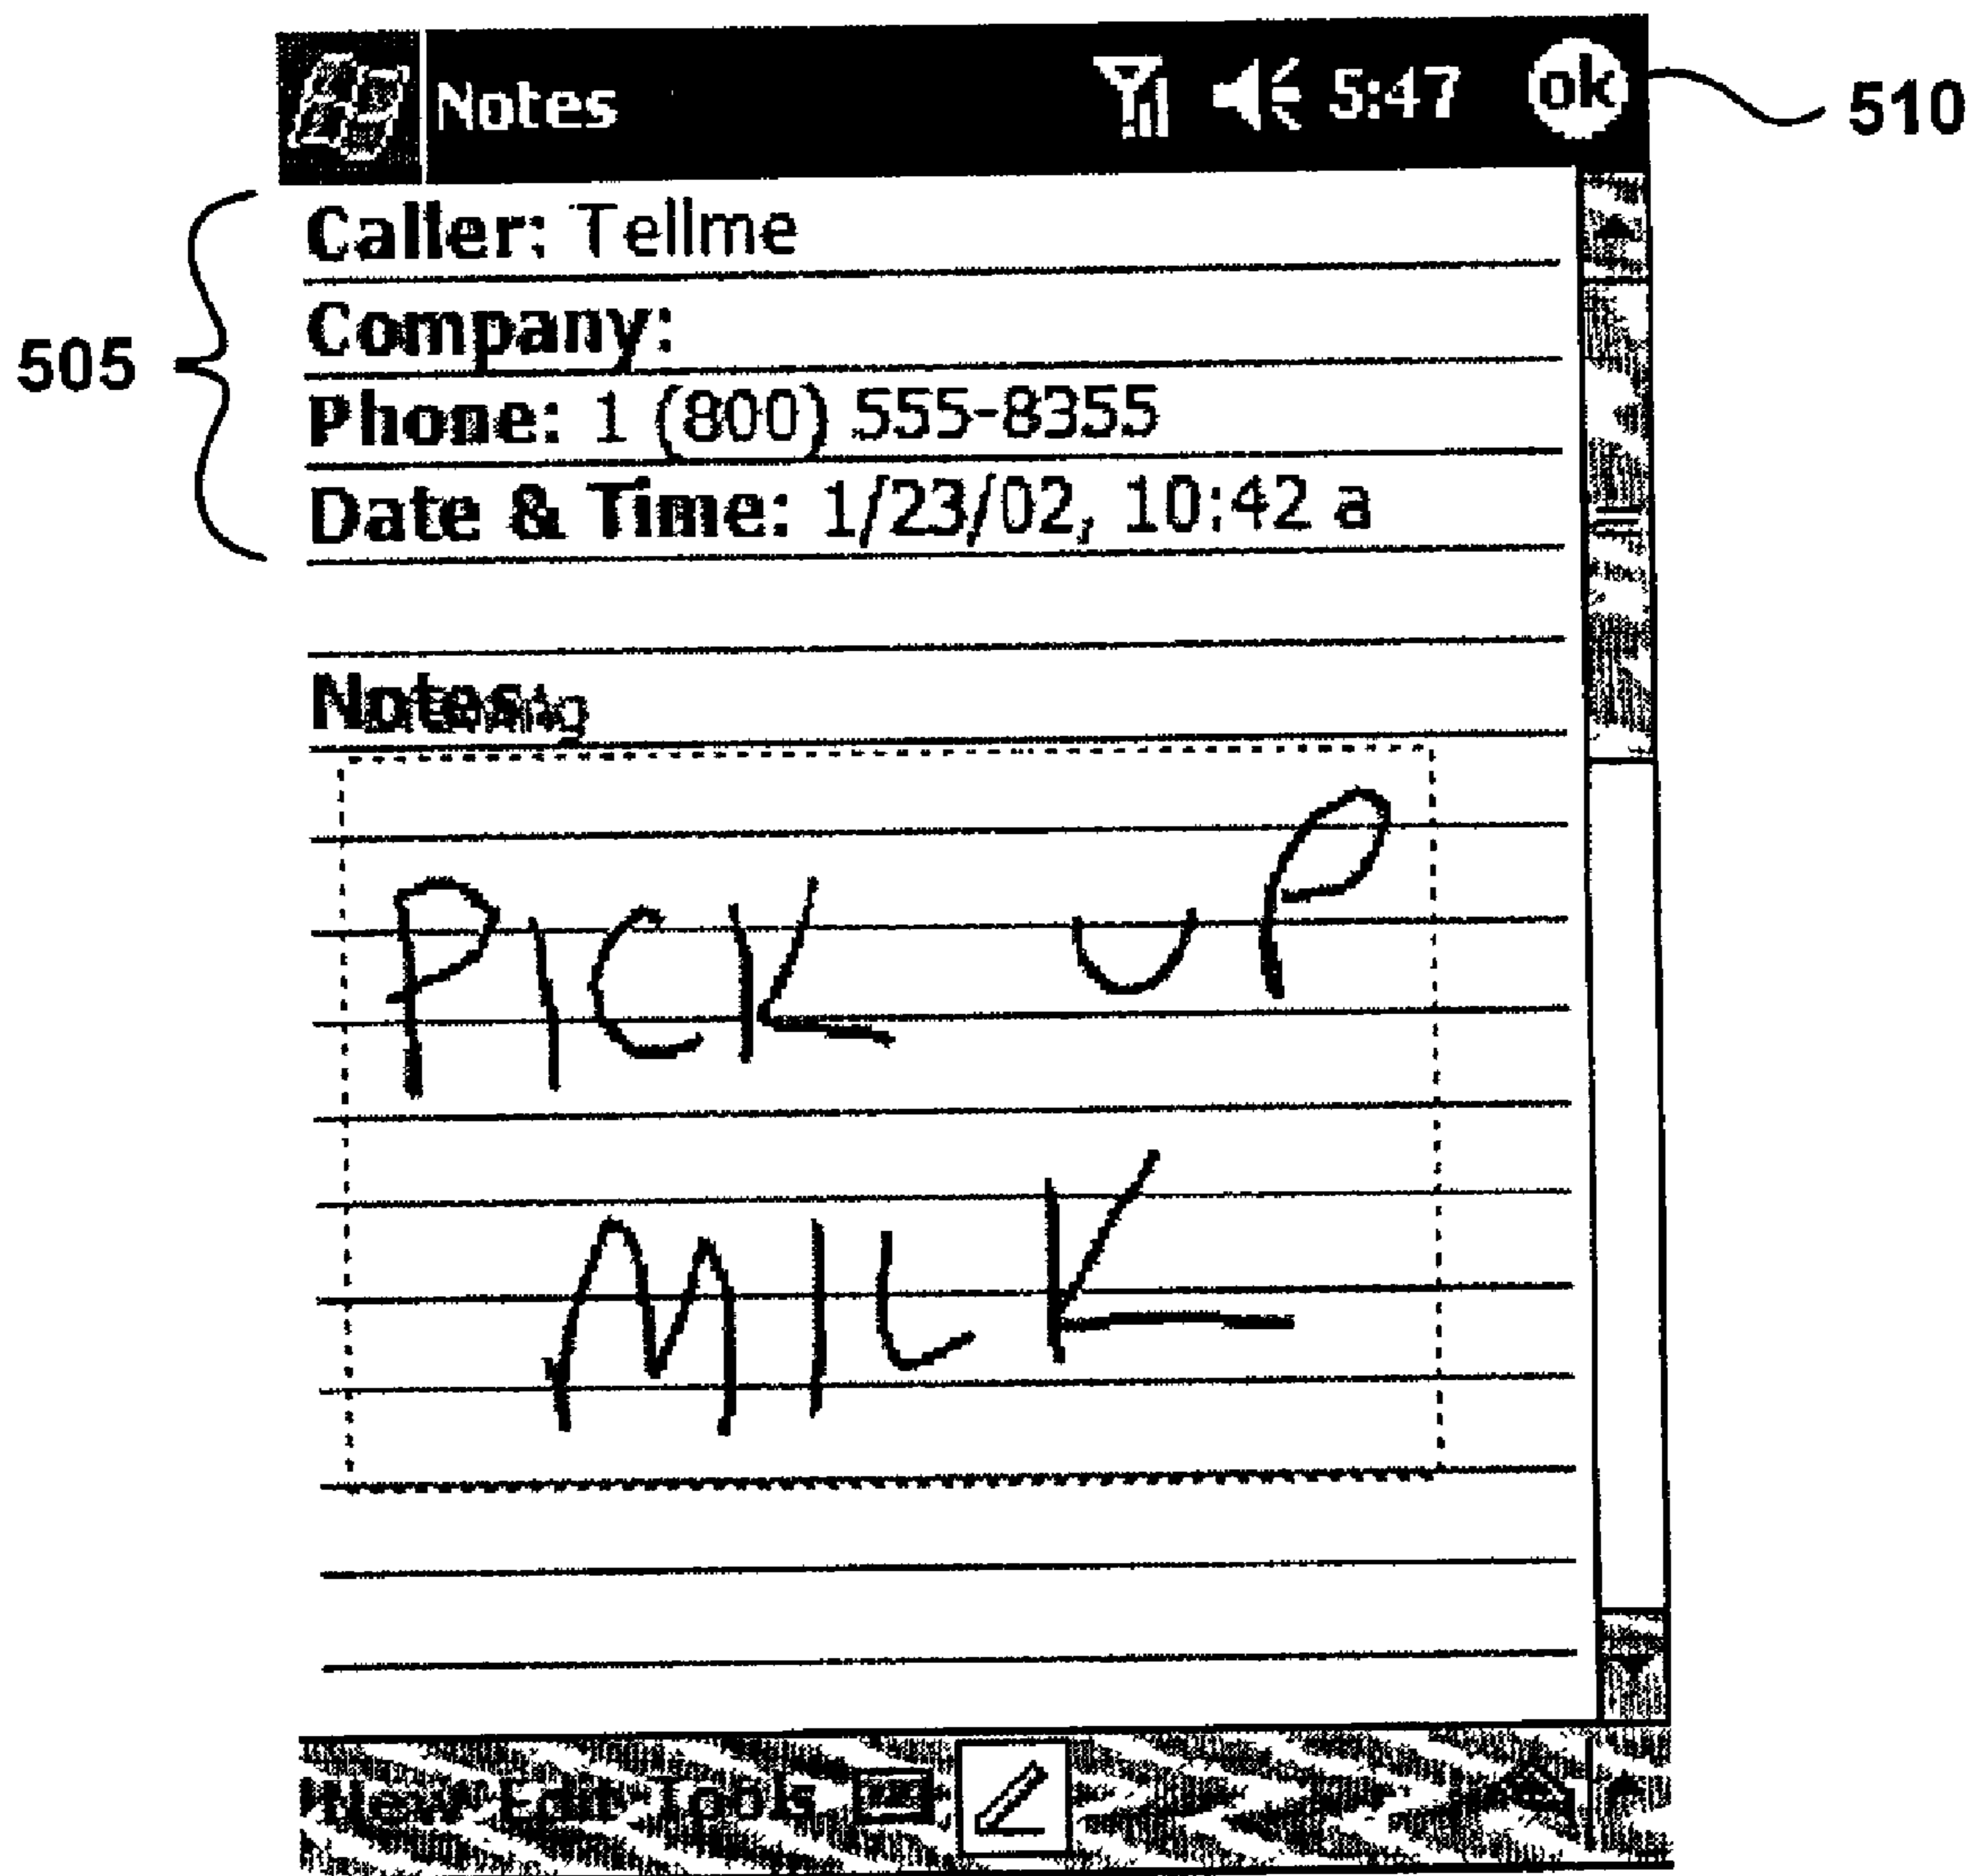 Notes 5:47 ok
510
Caller: Tellme
Company:
505
Phone: 1 (800) 555-8355
Date & Time: 1/23/02, 10:42 a
Notes:
PICK UP
MILK
New Edit Tools